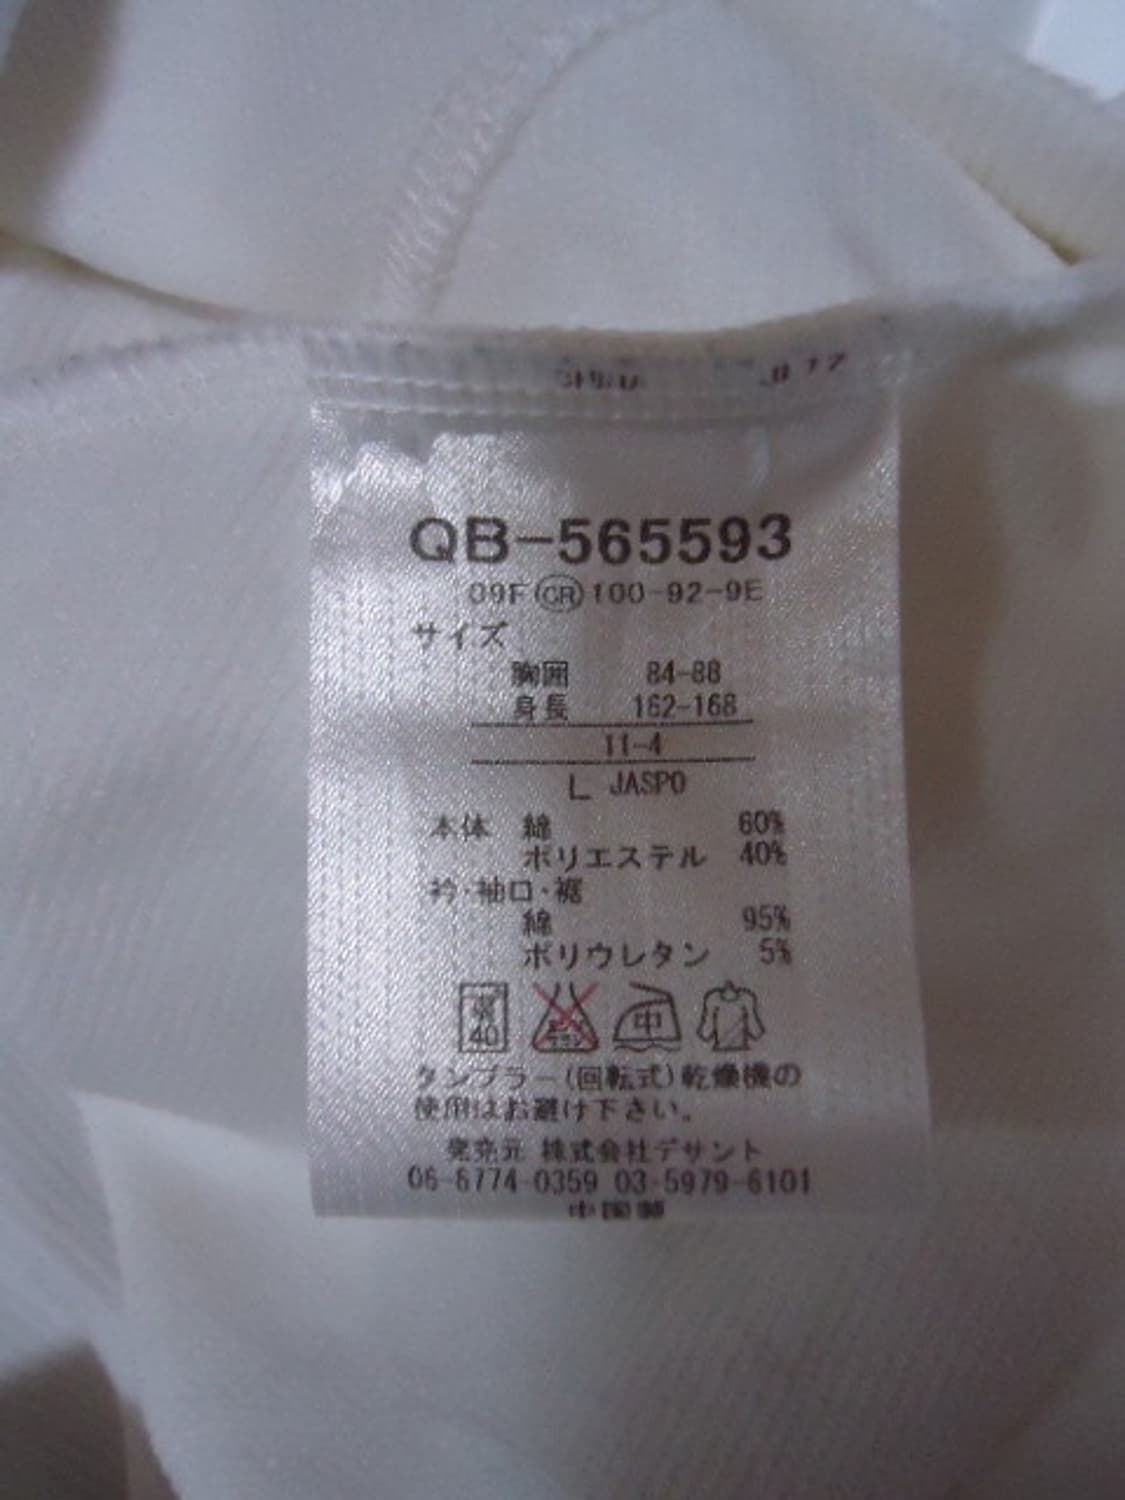 QB-565593
09F CR 100-92-9E
サイズ
胸囲 84-88
身長 162-168
11-4
L JASPO
本体 綿 60%
ポリエステル 40%
衿・袖口・裾
綿 95%
ポリウレタン 5%
40
中
タンブラー(回転式)乾燥機の
使用はお避け下さい。
発売元 株式会社デサント
06-6774-0359 03-5979-6101
中国製